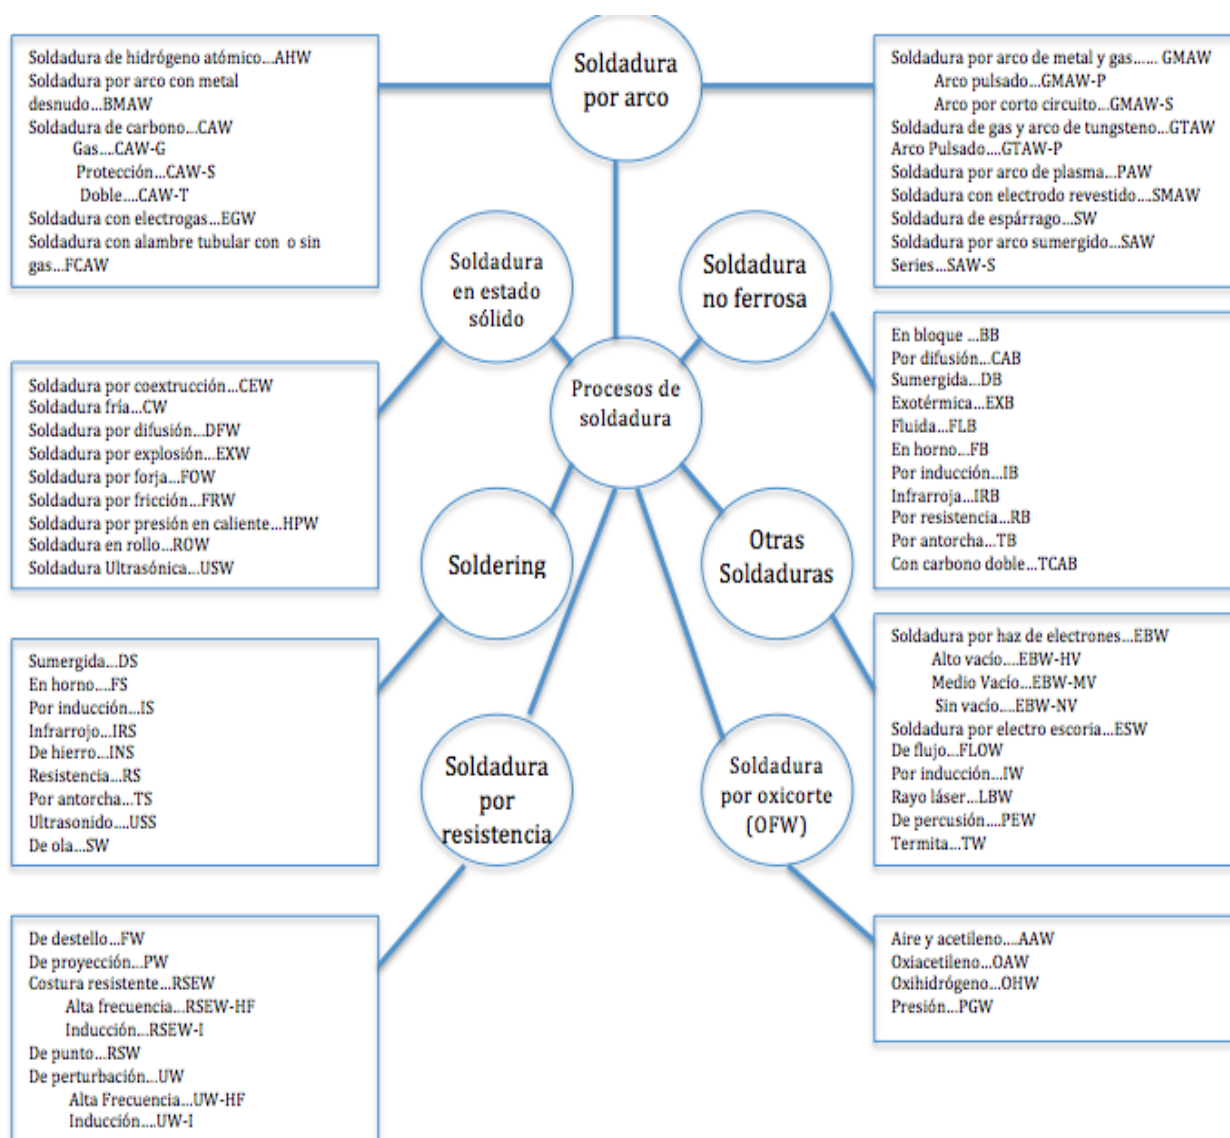 Soldadura
por arco
Soldadura de hidrógeno atómico...AHW
Soldadura por arco con metal
desnudo...BMAW
Soldadura de carbono...CAW
Gas....CAW-G
Protección...CAW-S
Doble....CAW-T
Soldadura con electrogas...EGW
Soldadura con alambre tubular con o sin
gas...FCAW
Soldadura por arco de metal y gas...... GMAW
Arco pulsado....GMAW-P
Arco por corto circuito...GMAW-S
Soldadura de gas y arco de tungsteno...GTAW
Arco Pulsado....GTAW-P
Soldadura por arco de plasma...PAW
Soldadura con electrodo revestido....SMAW
Soldadura de espárrago...SW
Soldadura por arco sumergido...SAW
Series...SAW-S
Soldadura
en estado
sólido
Soldadura
no ferrosa
Procesos de
soldadura
Soldadura por coextrucción...CEW
Soldadura fría...CW
Soldadura por difusión...DFW
Soldadura por explosión...EXW
Soldadura por forja...FOW
Soldadura por fricción...FRW
Soldadura por presión en caliente...HPW
Soldadura en rollo...ROW
Soldadura Ultrasónica...USW
En bloque ...BB
Por difusión...CAB
Sumergida...DB
Exotérmica...EXB
Fluida...FLB
En horno...FB
Por inducción...IB
Infrarroja...IRB
Por resistencia...RB
Por antorcha...TB
Con carbono doble...TCAB
Soldering
Otras
Soldaduras
Sumergida...DS
En horno....FS
Por inducción...IS
Infrarrojo...IRS
De hierro...INS
Resistencia...RS
Por antorcha...TS
Ultrasonido....USS
De ola...SW
Soldadura por haz de electrones...EBW
Alto vacío....EBW-HV
Medio Vacío...EBW-MV
Sin vacío....EBW-NV
Soldadura por electro escoria...ESW
De flujo...FLOW
Por inducción...IW
Rayo láser...LBW
De percusión....PEW
Termita...TW
Soldadura
por
resistencia
Soldadura
por oxicorte
(OFW)
De destello...FW
De proyección...PW
Costura resistente...RSEW
Alta frecuencia...RSEW-HF
Inducción....RSEW-I
De punto...RSW
De perturbación...UW
Alta Frecuencia...UW-HF
Inducción....UW-I
Aire y acetileno....AAW
Oxiacetileno...OAW
Oxihidrógeno...OHW
Presión...PGW